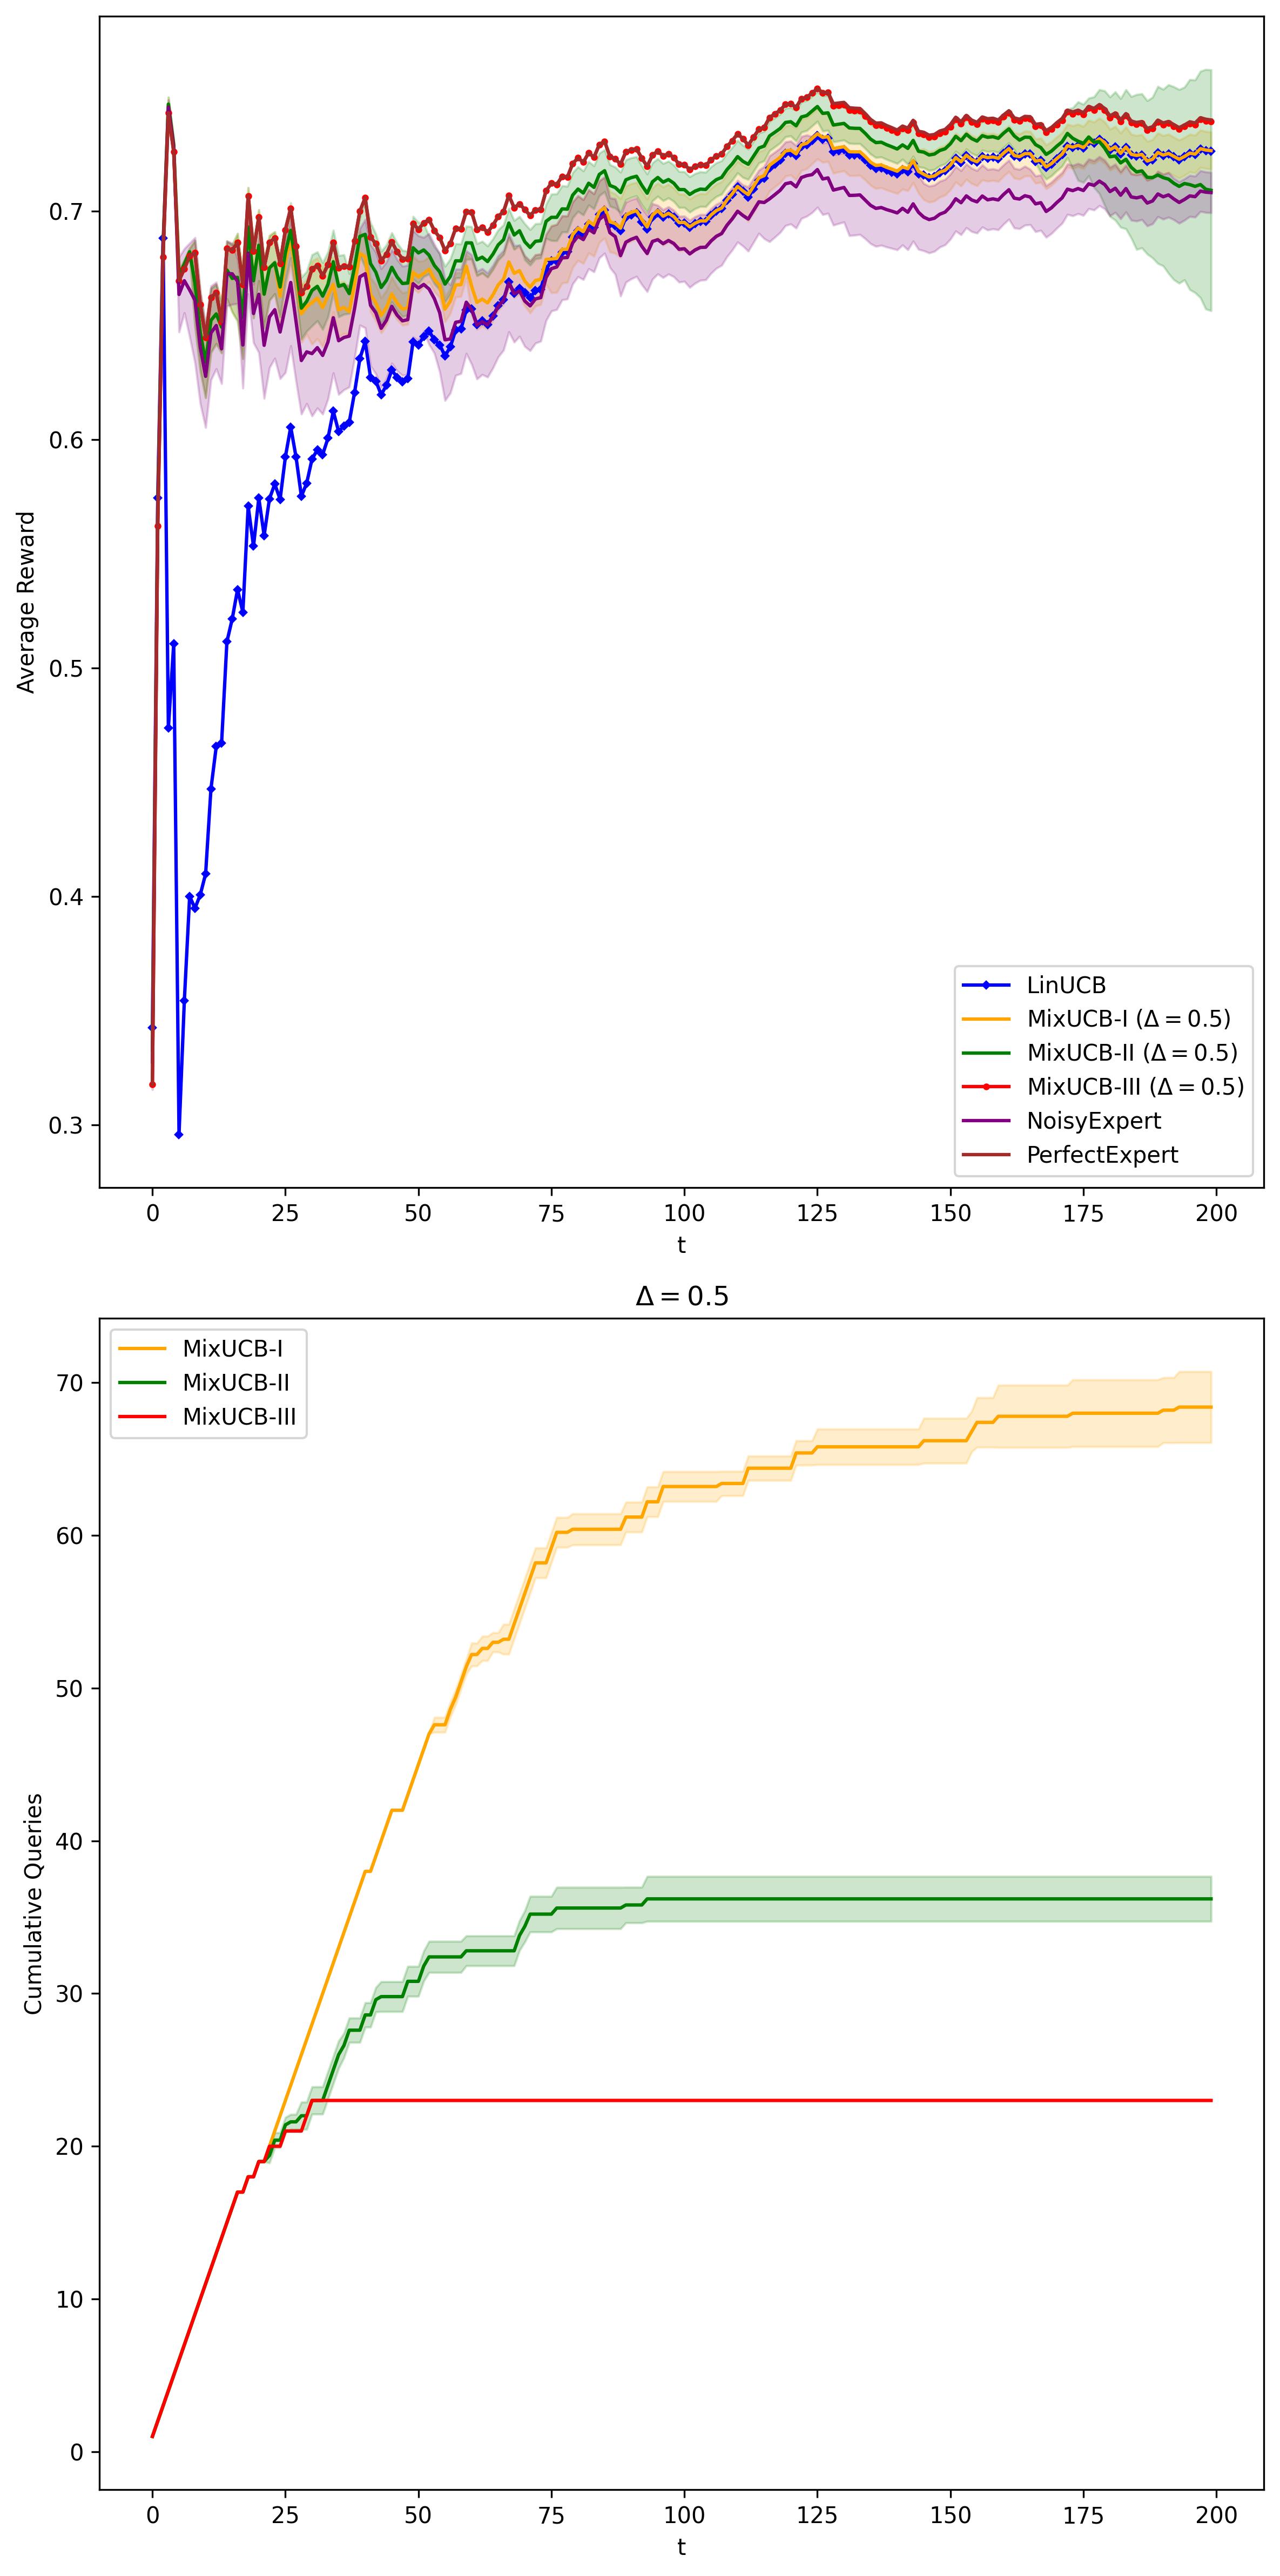 Average Reward
0.7
0.6
0.5
0.4
0.3
LinUCB
MixUCB-I (Δ = 0.5)
MixUCB-II (Δ = 0.5)
MixUCB-III (Δ = 0.5)
NoisyExpert
PerfectExpert
0 25 50 75 100 125 150 175 200
t
Δ = 0.5
MixUCB-I
MixUCB-II
MixUCB-III
Cumulative Queries
70
60
50
40
30
20
10
0
0 25 50 75 100 125 150 175 200
t